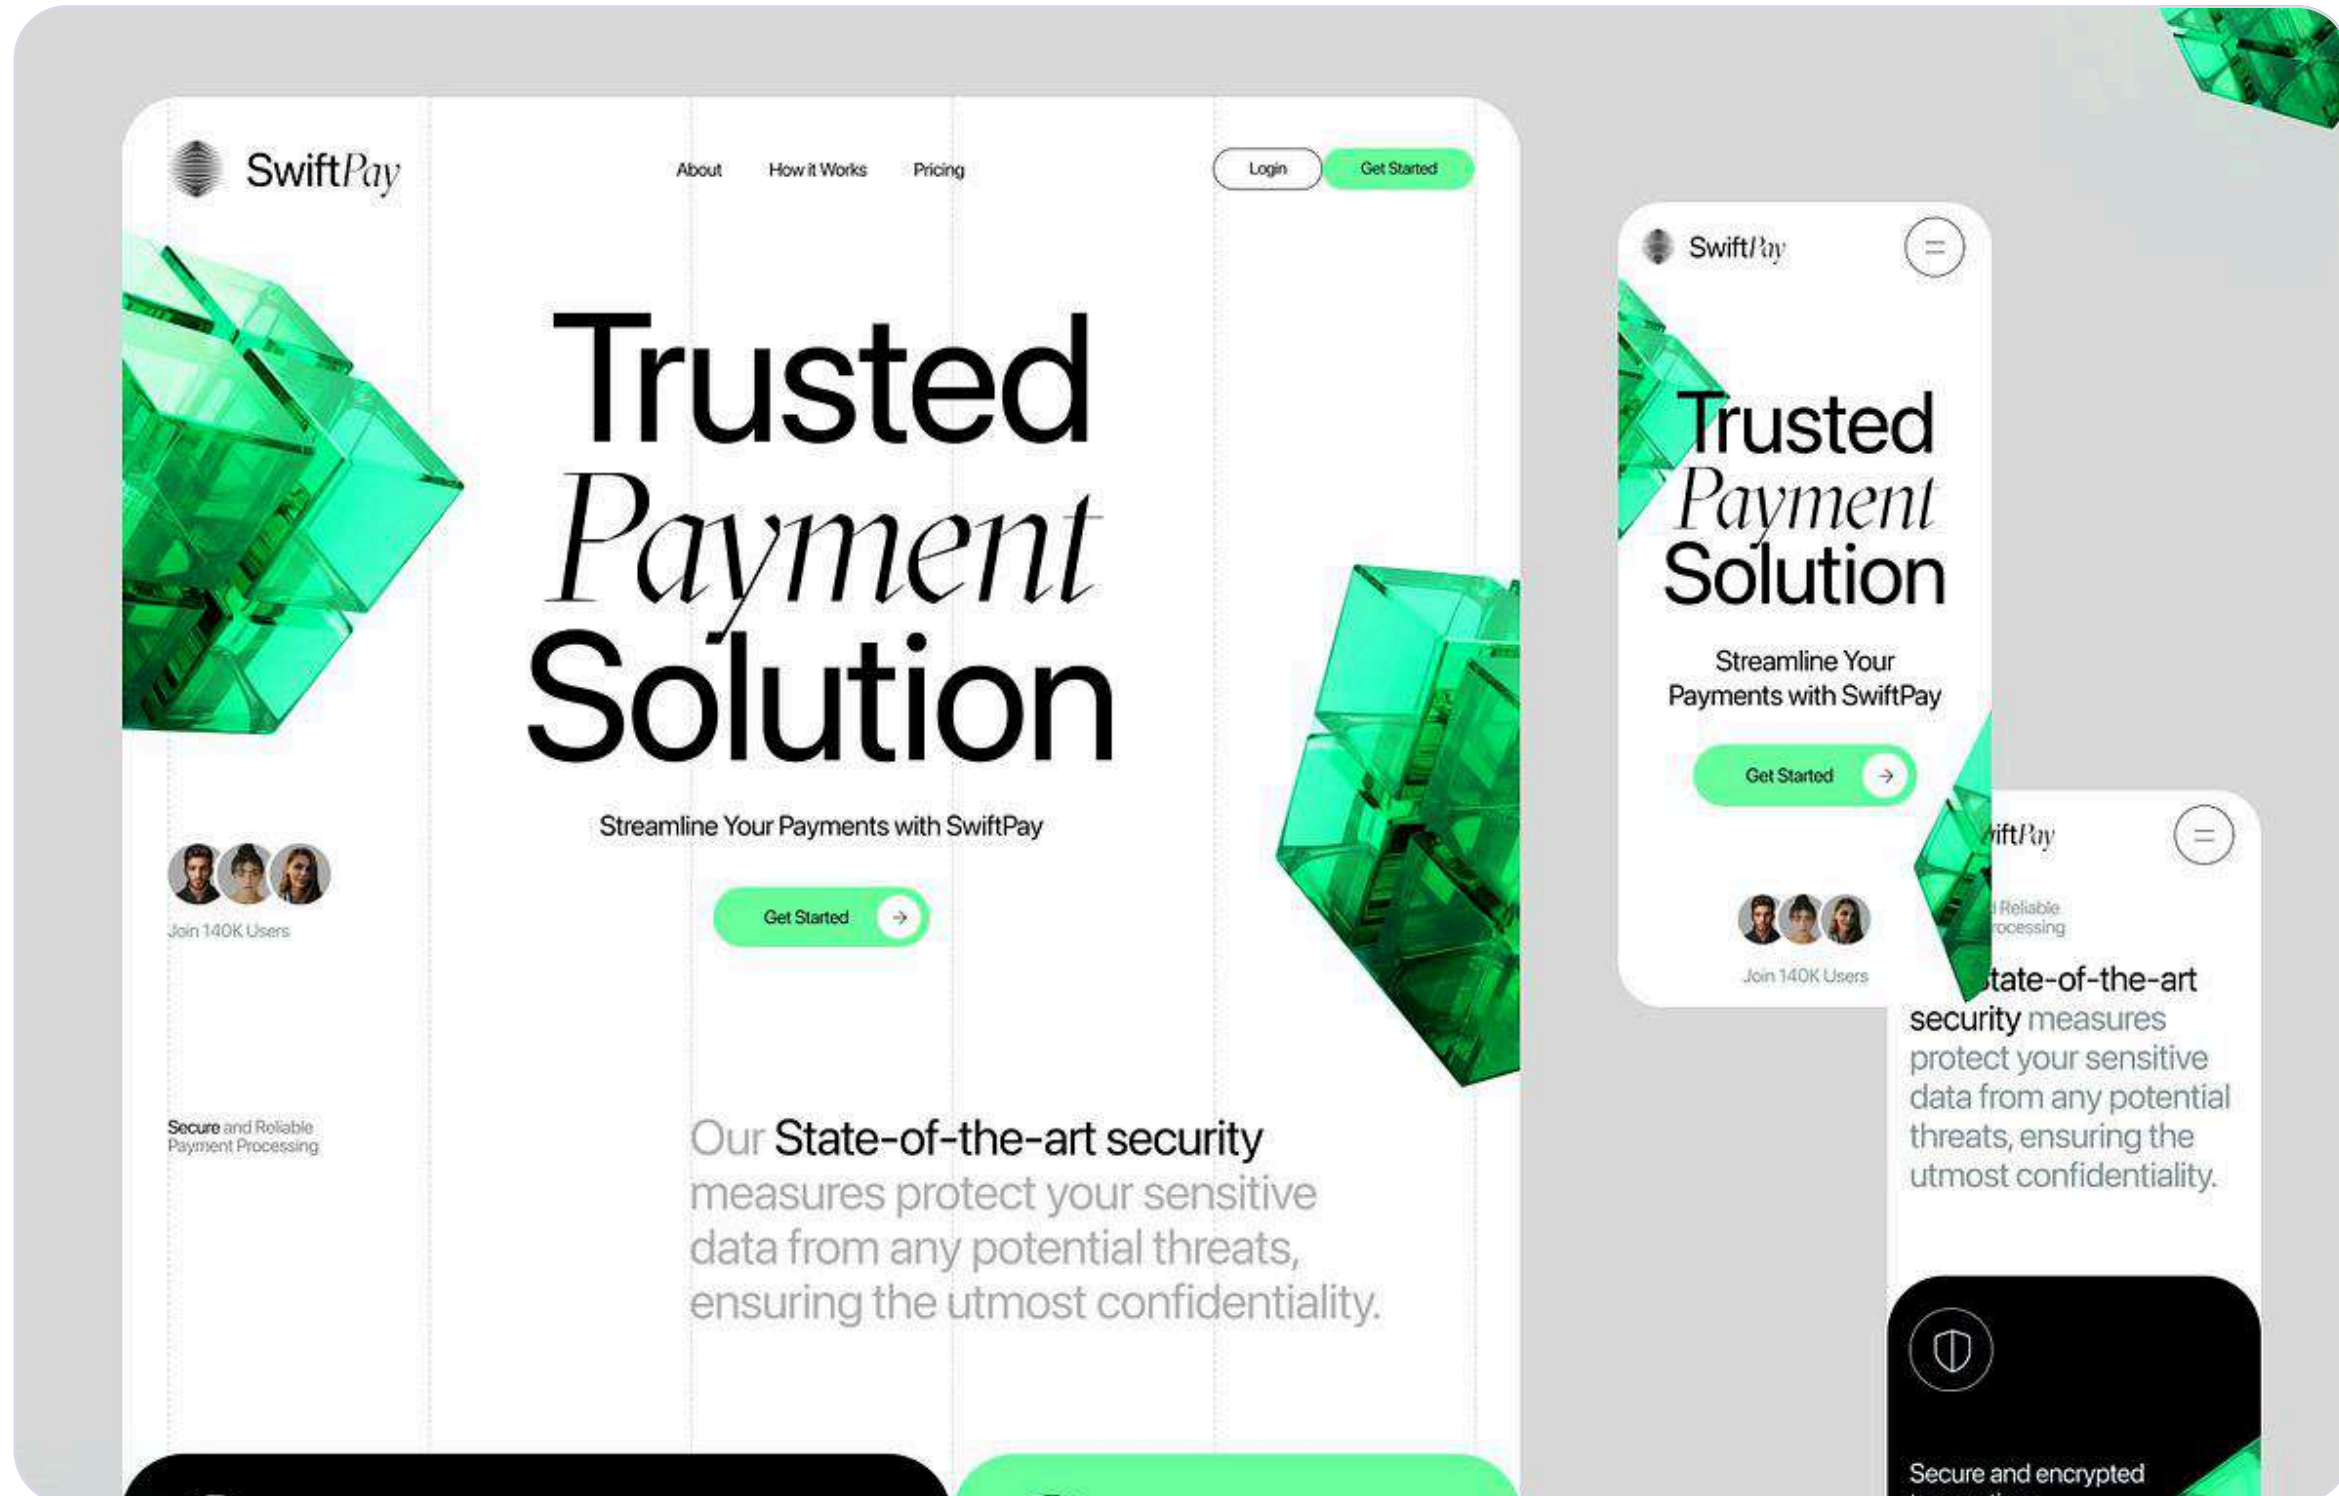 SwiftPay
About
How it Works
Pricing
Login
Get Started
Trusted
Payment
Solution
Streamline Your Payments with SwiftPay
Get Started
Join 140K Users
Secure and Reliable
Payment Processing
Our State-of-the-art security
measures protect your sensitive
data from any potential threats,
ensuring the utmost confidentiality.
SwiftPay
Trusted
Payment
Solution
Streamline Your
Payments with SwiftPay
Get Started
Join 140K Users
iftPay
Reliable
rocessing
tate-of-the-art
security measures
protect your sensitive
data from any potential
threats, ensuring the
utmost confidentiality.
Secure and encrypted